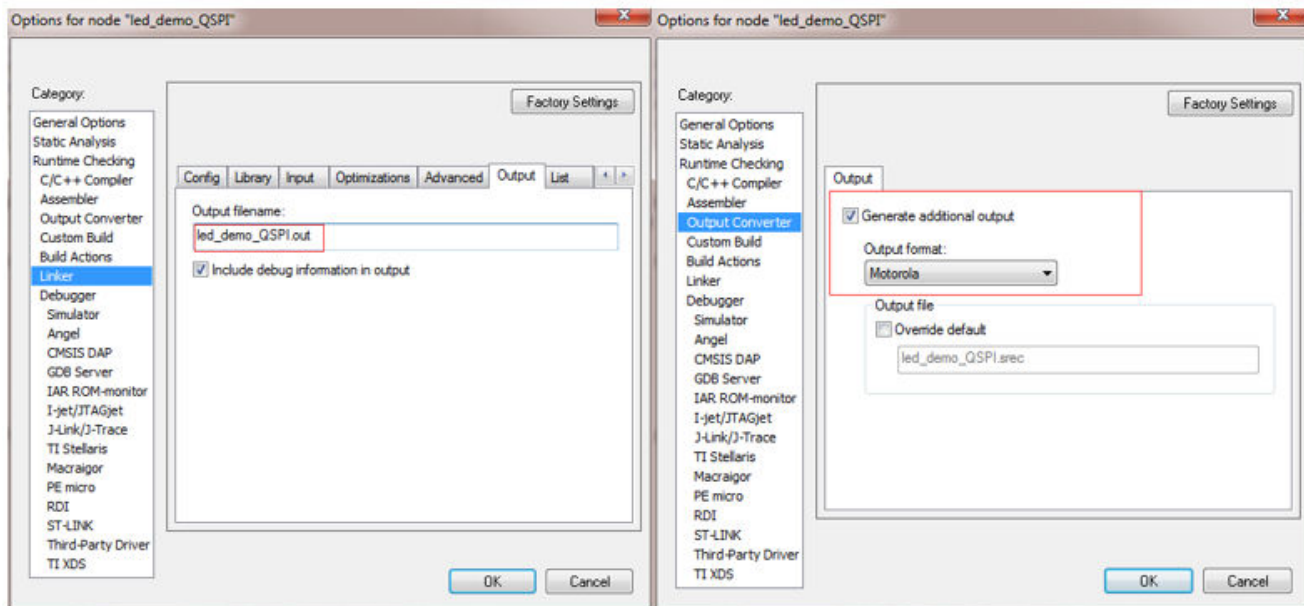 Options for node "led_demo_QSPI"
Category:
General Options
Static Analysis
Runtime Checking
C/C++ Compiler
Assembler
Output Converter
Custom Build
Build Actions
Linker
Debugger
Simulator
Angel
CMSIS DAP
GDB Server
IAR ROM-monitor
I-jet/JTAGjet
J-Link/J-Trace
TI Stellaris
Macraigor
PE micro
RDI
ST-LINK
Third-Party Driver
TI XDS
Factory Settings
Config Library Input Optimizations Advanced Output List
Output filename:
led_demo_QSPI.out
Include debug information in output
OK Cancel
Options for node "led_demo_QSPI"
Category:
General Options
Static Analysis
Runtime Checking
C/C++ Compiler
Assembler
Output Converter
Custom Build
Build Actions
Linker
Debugger
Simulator
Angel
CMSIS DAP
GDB Server
IAR ROM-monitor
I-jet/JTAGjet
J-Link/J-Trace
TI Stellaris
Macraigor
PE micro
RDI
ST-LINK
Third-Party Driver
TI XDS
Factory Settings
Output
Generate additional output
Output format:
Motorola
Output file
Override default
led_demo_QSPI.srec
OK Cancel